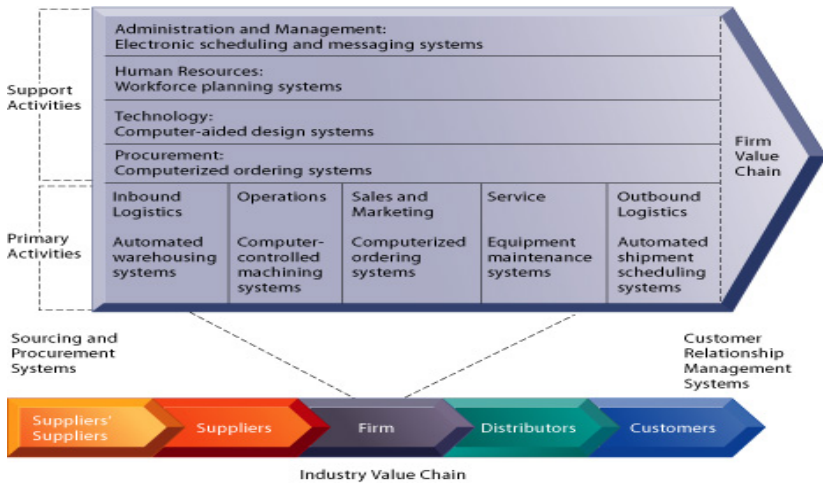 Administration and Management:
Electronic scheduling and messaging systems
Support
Activities
Human Resources:
Workforce planning systems
Technology:
Computer-aided design systems
Procurement:
Computerized ordering systems
Firm
Value
Chain
Primary
Activities
Inbound
Logistics
Automated
warehousing
systems
Operations
Computer-
controlled
machining
systems
Sales and
Marketing
Computerized
ordering
systems
Service
Equipment
maintenance
systems
Outbound
Logistics
Automated
shipment
scheduling
systems
Sourcing and
Procurement
Systems
Customer
Relationship
Management
Systems
Suppliers'
Suppliers
Suppliers
Firm
Distributors
Customers
Industry Value Chain